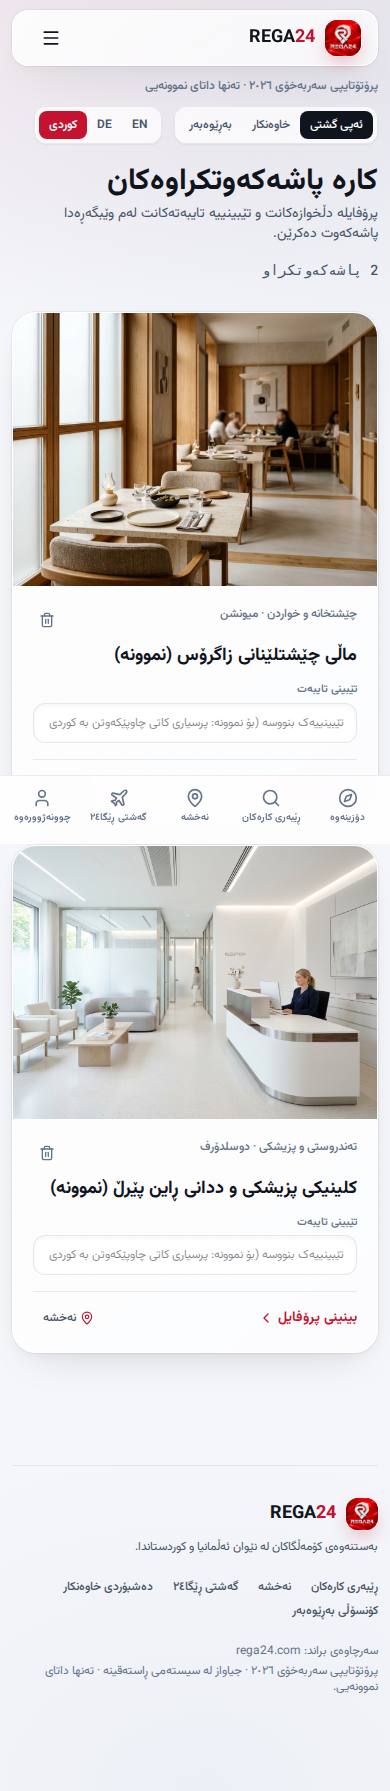 REGA24
پرۆتۆتایپی سەربەخۆی ٢٠٢٦ · تەنها داتای نموونەیی
ئەپی گشتی
خاوەنکار
بەڕێوەبەر
EN
DE
کوردی
کارە پاشەکەوتکراوەکان
پرۆفایلە دڵخوازەکانت و تێبینییە تایبەتەکانت لەم وێبگەڕەدا
پاشەکەوت دەکرێن.
2 پاشەکەوتکراو
چێشتخانە و خواردن · میونشن
ماڵی چێشتلێنانی زاگرۆس (نموونە)
تێبینی تایبەت
تێبینییەک بنووسە (بۆ نموونە: پرسیاری کاتی چاوپێکەوتن بە کوردی
دۆزینەوە
ڕێبەری کارەکان
نەخشە
گەشتی ڕێگا٢٤
چوونەژوورەوە
RECEPTION
تەندروستی و پزیشکی · دوسلدۆرف
کلینیکی پزیشکی و ددانی ڕاین پێرڵ (نموونە)
تێبینی تایبەت
تێبینییەک بنووسە (بۆ نموونە: پرسیاری کاتی چاوپێکەوتن بە کوردی
بینینی پرۆفایل
نەخشە
REGA24
بەستنەوەی کۆمەڵگاکان لە نێوان ئەڵمانیا و کوردستاندا.
ڕێبەری کارەکان
نەخشە
گەشتی ڕێگا٢٤
دەشبۆردی خاوەنکار
کۆنسۆڵی بەڕێوەبەر
سەرچاوەی براند: rega24.com
پرۆتۆتایپی سەربەخۆی ٢٠٢٦ · جیاواز لە سیستەمی ڕاستەقینە · تەنها داتای
نموونەیی.